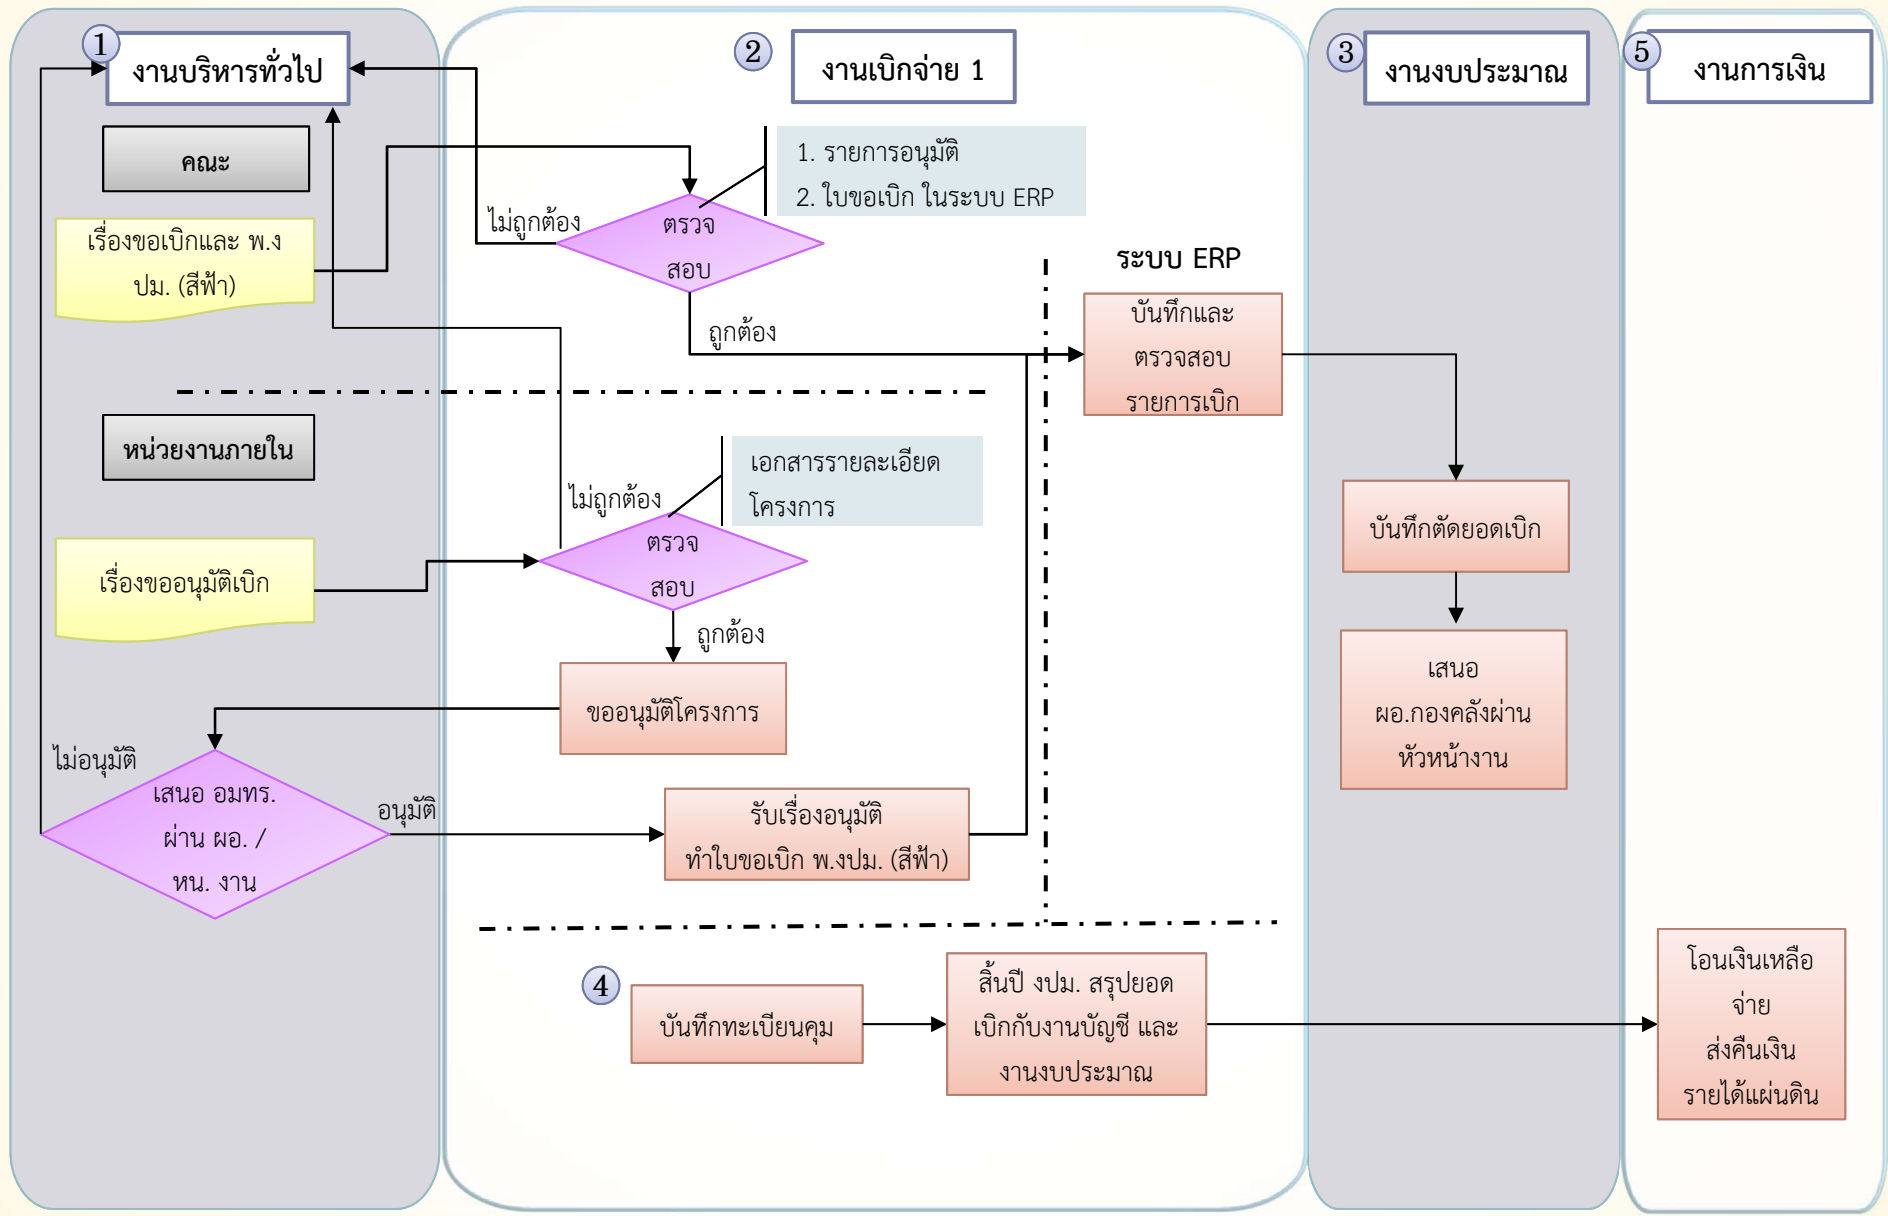 1
งานบริหารทั่วไป
คณะ
เรื่องขอเบิกและ พ.ง
ปม. (สีฟ้า)
หน่วยงานภายใน
เรื่องขออนุมัติเบิก
ไม่อนุมัติ
เสนอ อมทร.
ผ่าน ผอ. /
หน. งาน
อนุมัติ
2
งานเบิกจ่าย 1
1. รายการอนุมัติ
2. ใบขอเบิก ในระบบ ERP
ไม่ถูกต้อง
ตรวจ
สอบ
ถูกต้อง
ระบบ ERP
บันทึกและ
ตรวจสอบ
รายการเบิก
เอกสารรายละเอียด
โครงการ
ไม่ถูกต้อง
ตรวจ
สอบ
ถูกต้อง
ขออนุมัติโครงการ
รับเรื่องอนุมัติ
ทำใบขอเบิก พ.งปม. (สีฟ้า)
3
งานงบประมาณ
บันทึกตัดยอดเบิก
เสนอ
ผอ.กองคลังผ่าน
หัวหน้างาน
4
บันทึกทะเบียนคุม
สิ้นปี งปม. สรุปยอด
เบิกกับงานบัญชี และ
งานงบประมาณ
5
งานการเงิน
โอนเงินเหลือ
จ่าย
ส่งคืนเงิน
รายได้แผ่นดิน